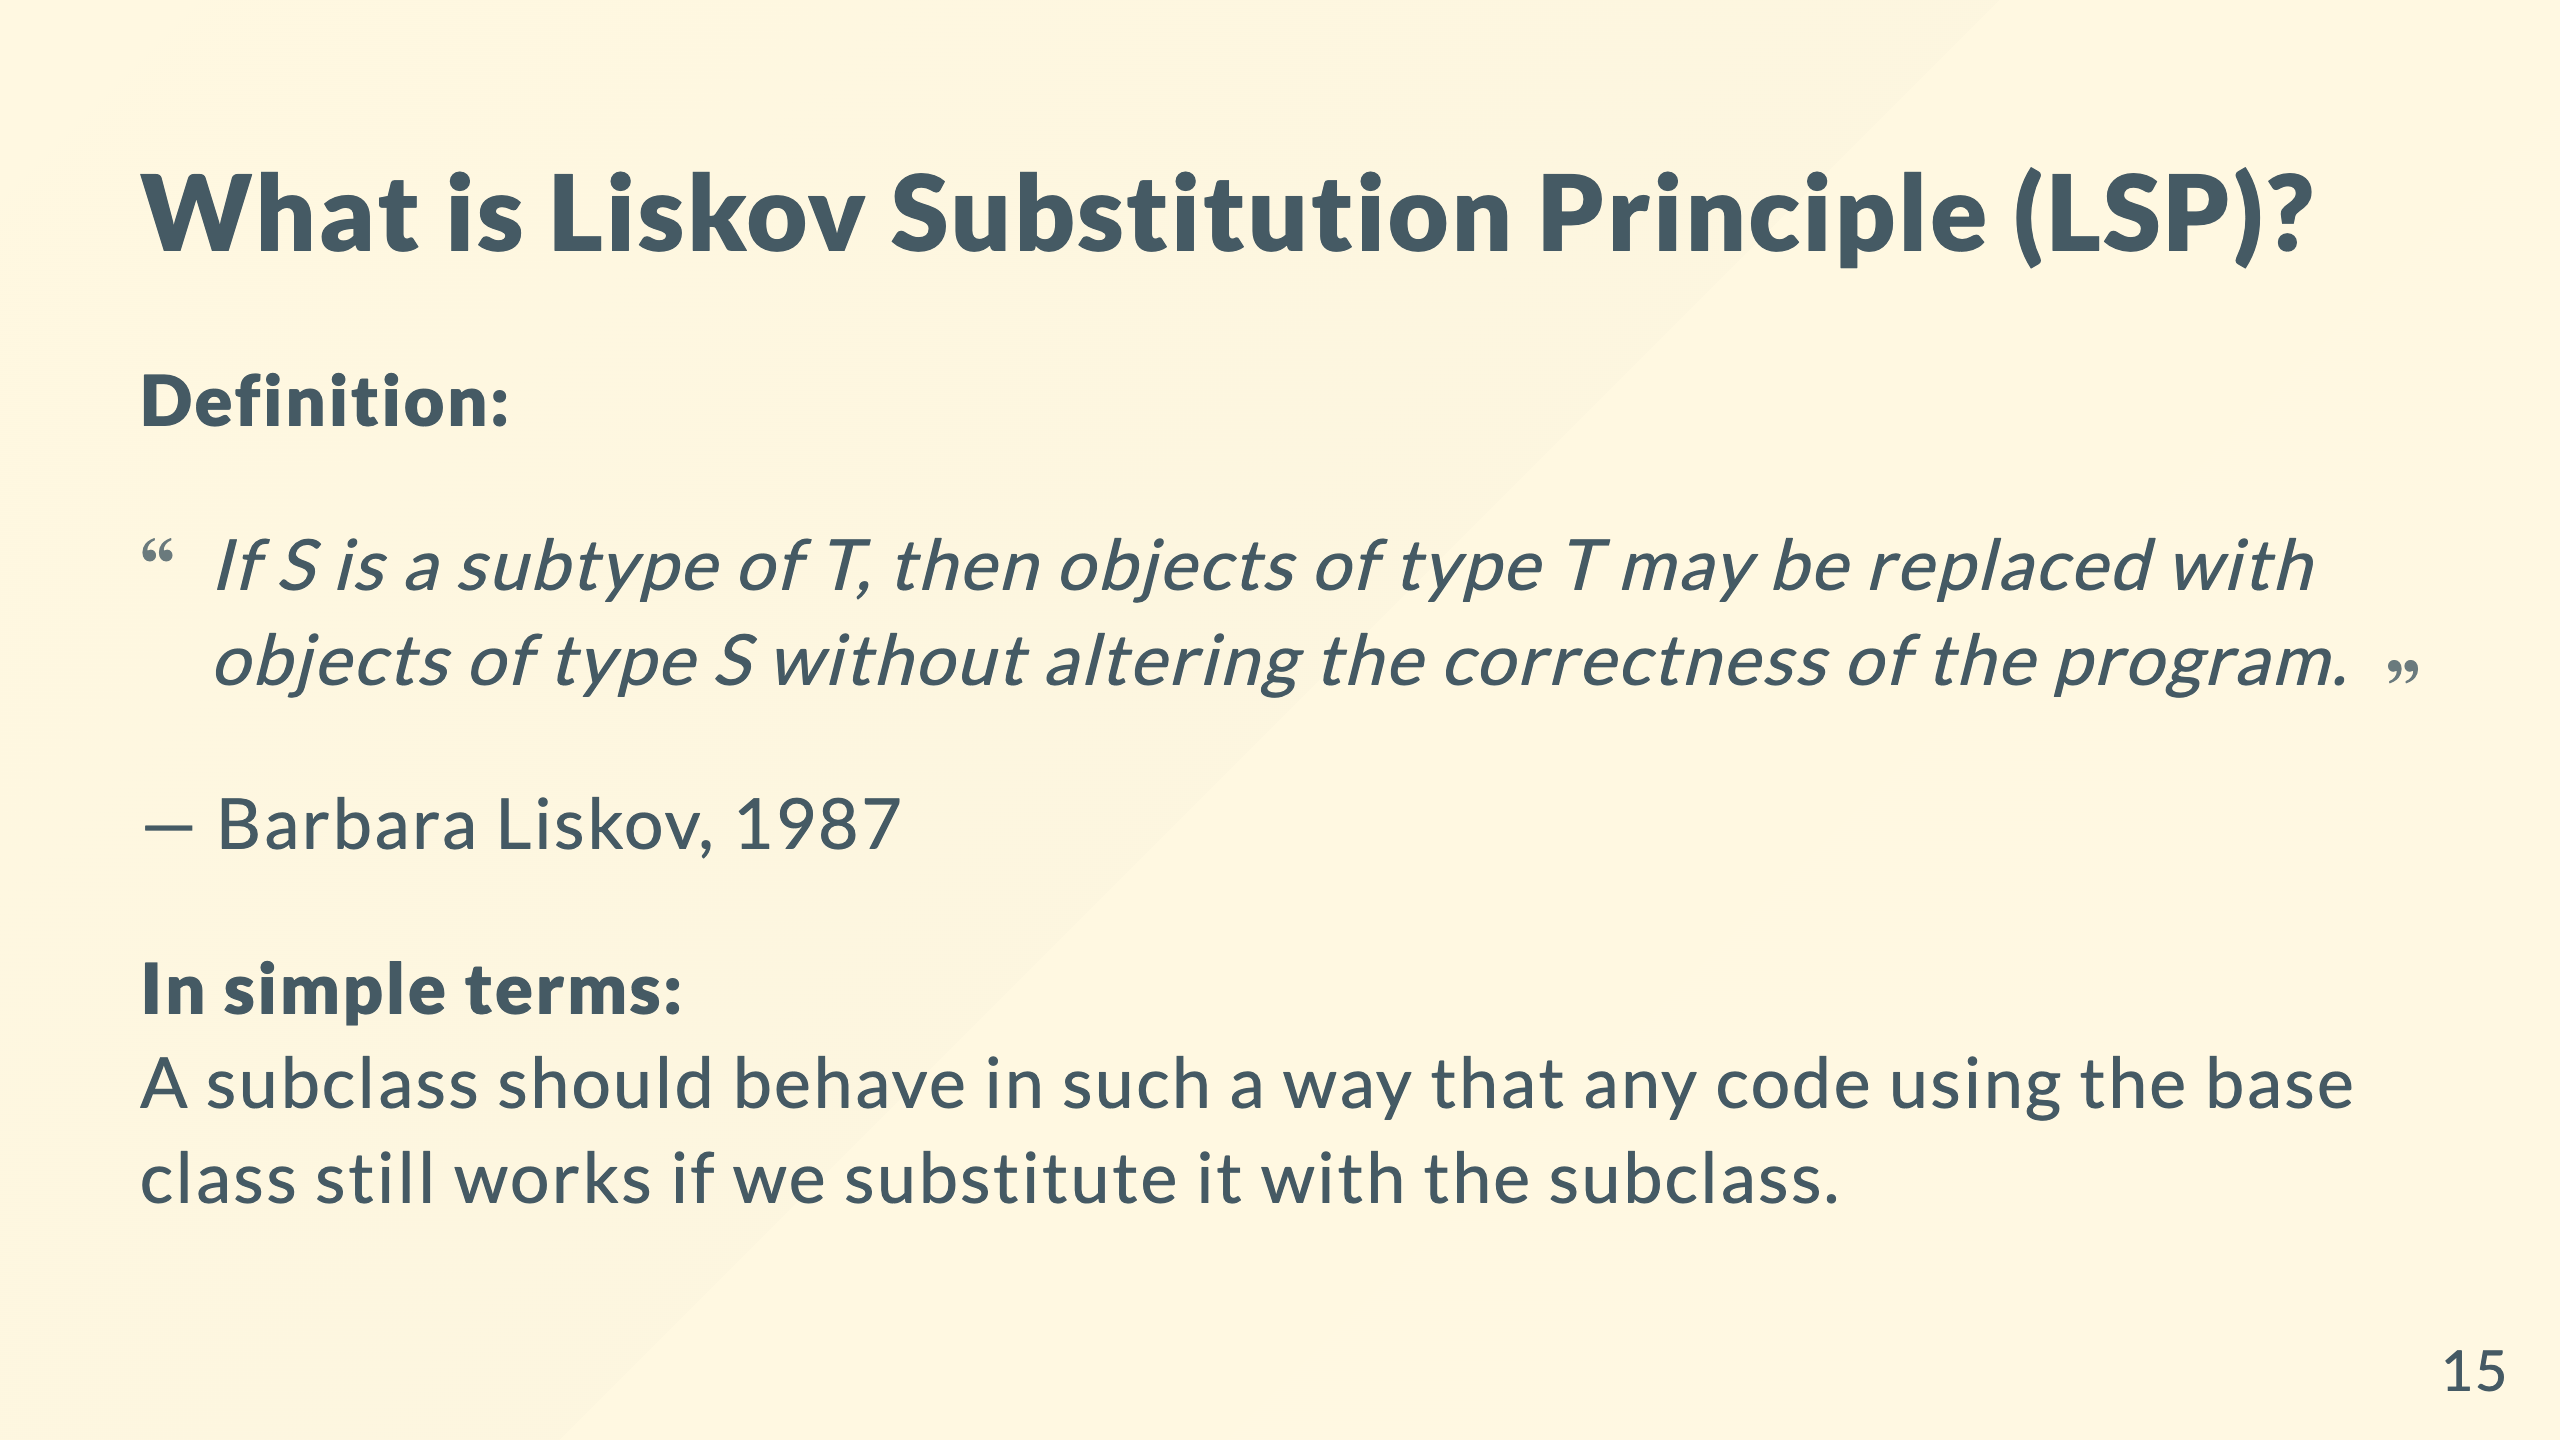 What is Liskov Substitution Principle (LSP)?
Definition:
“ If S is a subtype of T, then objects of type T may be replaced with
objects of type S without altering the correctness of the program. ”
— Barbara Liskov, 1987
In simple terms:
A subclass should behave in such a way that any code using the base
class still works if we substitute it with the subclass.
15